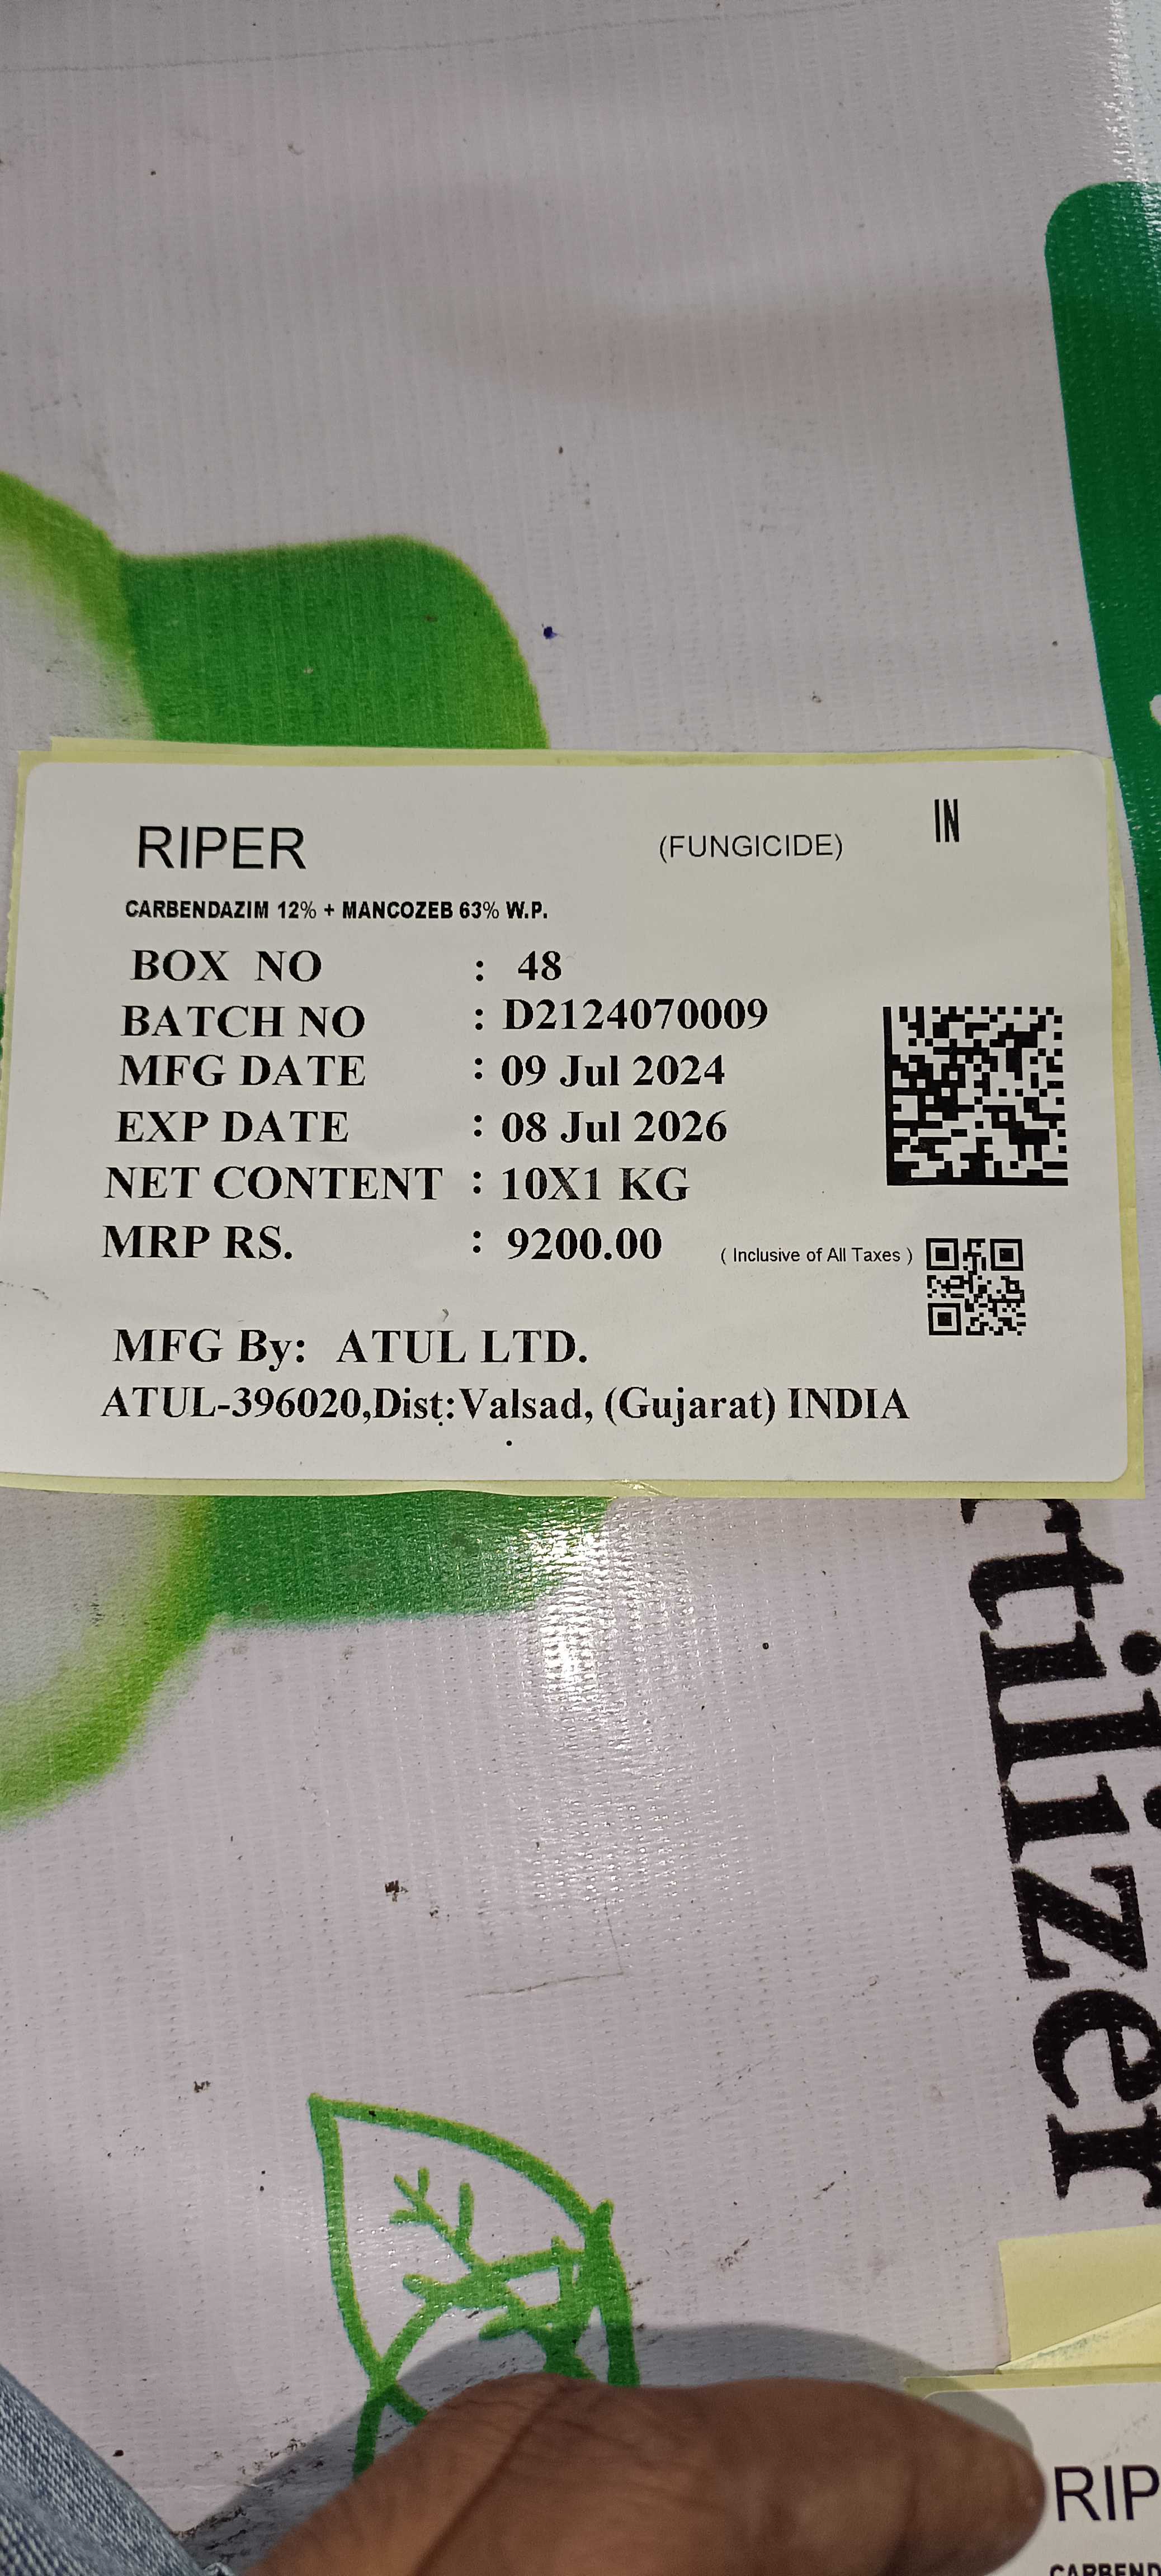 RIPER (FUNGICIDE) IN
CARBENDAZIM 12% + MANCOZEB 63% W.P.
BOX NO : 48
BATCH NO : D2124070009
MFG DATE : 09 Jul 2024
EXP DATE : 08 Jul 2026
NET CONTENT : 10X1 KG
MRP RS. : 9200.00 ( Inclusive of All Taxes )
MFG By: ATUL LTD.
ATUL-396020,Dist:Valsad, (Gujarat) INDIA
rtilizer
RIP
CARBEND